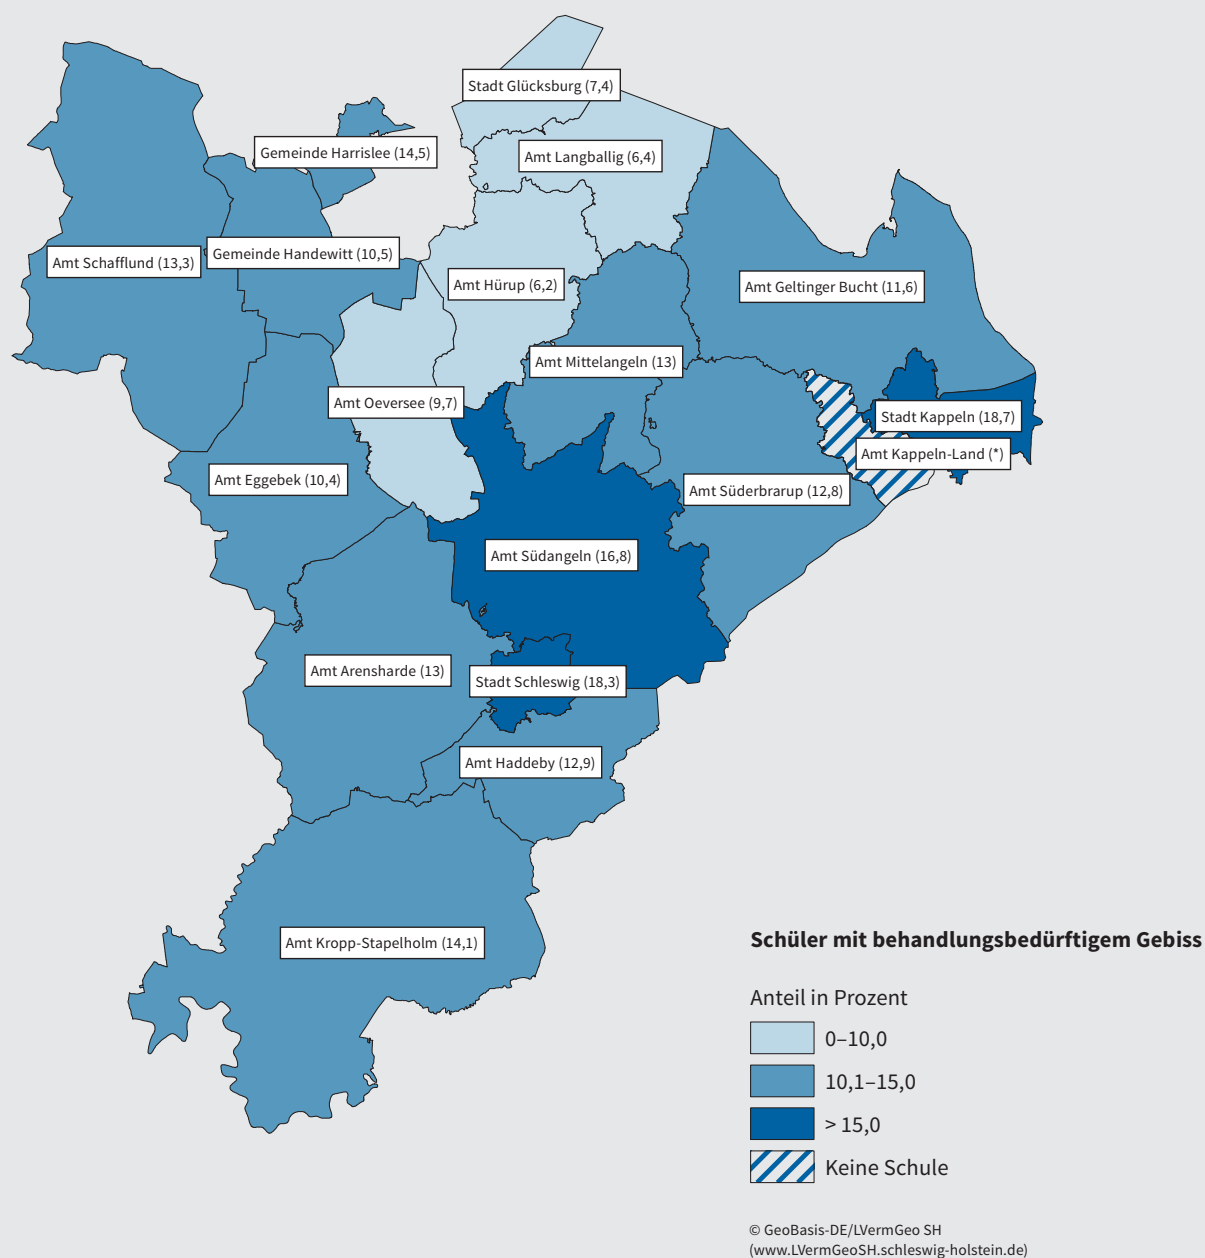 Stadt Glücksburg (7,4)
Gemeinde Harrislee (14,5)
Amt Langballig (6,4)
Gemeinde Handewitt (10,5)
Amt Schafflund (13,3)
Amt Hürup (6,2)
Amt Geltinger Bucht (11,6)
Amt Mittelangeln (13)
Amt Oeversee (9,7)
Stadt Kappeln (18,7)
Amt Kappeln-Land (*)
Amt Eggebek (10,4)
Amt Süderbrarup (12,8)
Amt Südangeln (16,8)
Amt Arensharde (13)
Stadt Schleswig (18,3)
Amt Haddeby (12,9)
Amt Kropp-Stapelholm (14,1)
Schüler mit behandlungsbedürftigem Gebiss
Anteil in Prozent
0–10,0
10,1–15,0
> 15,0
Keine Schule
© GeoBasis-DE/LVermGeo SH
(www.LVermGeoSH.schleswig-holstein.de)